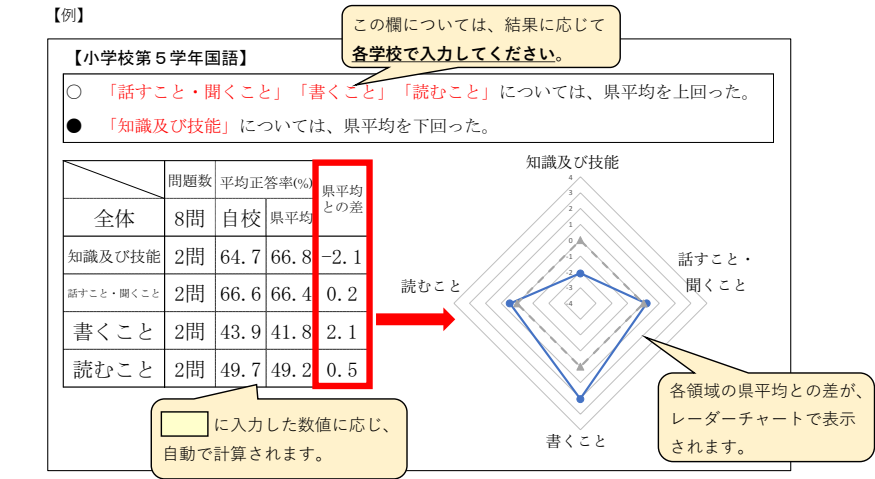 【例】
この欄については、結果に応じて
各学校で入力してください。
【小学校第５学年国語】
○　「話すこと・聞くこと」「書くこと」「読むこと」については、県平均を上回った。
●　「知識及び技能」については、県平均を下回った。
問題数 平均正答率(%) 県平均との差
全体 8問 自校 県平均
知識及び技能 2問 64.7 66.8 -2.1
話すこと・聞くこと 2問 66.6 66.4 0.2
書くこと 2問 43.9 41.8 2.1
読むこと 2問 49.7 49.2 0.5
に入力した数値に応じ、
自動で計算されます。
知識及び技能
4
3
2
1
0
-1
-2
-3
-4
話すこと・
聞くこと
読むこと
書くこと
各領域の県平均との差が、
レーダーチャートで表示
されます。